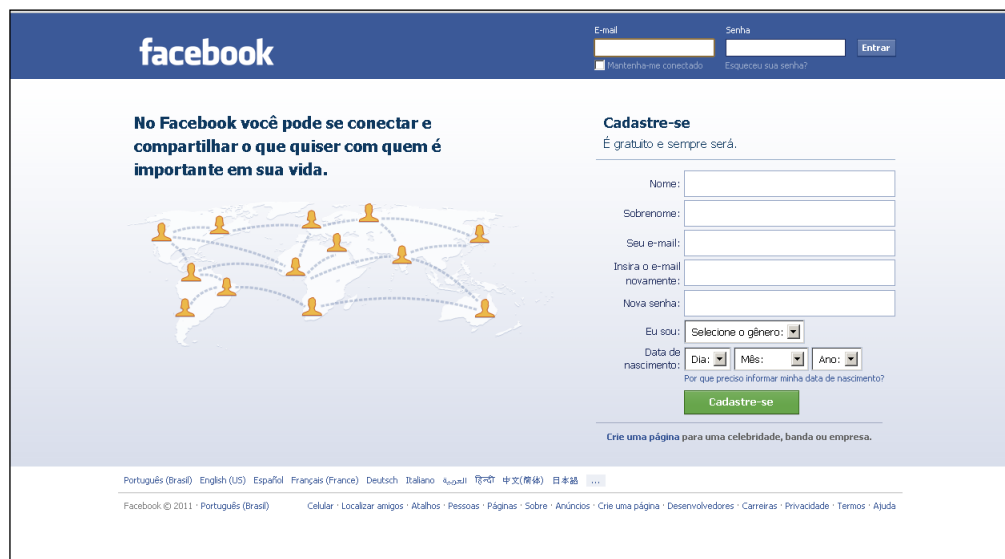 facebook
E-mail
Senha
Entrar
Mantenha-me conectado
Esqueceu sua senha?
No Facebook você pode se conectar e
compartilhar o que quiser com quem é
importante em sua vida.
Cadastre-se
É gratuito e sempre será.
Nome:
Sobrenome:
Seu e-mail:
Insira o e-mail
novamente:
Nova senha:
Eu sou: Selecione o gênero:
Data de
nascimento: Dia: Mês: Ano:
Por que preciso informar minha data de nascimento?
Cadastre-se
Crie uma página para uma celebridade, banda ou empresa.
Português (Brasil) English (US) Español Français (France) Deutsch Italiano العربية हिन्दी 中文(简体) 日本語 ...
Facebook © 2011 · Português (Brasil) Celular · Localizar amigos · Atalhos · Pessoas · Páginas · Sobre · Anúncios · Crie uma página · Desenvolvedores · Carreiras · Privacidade · Termos · Ajuda